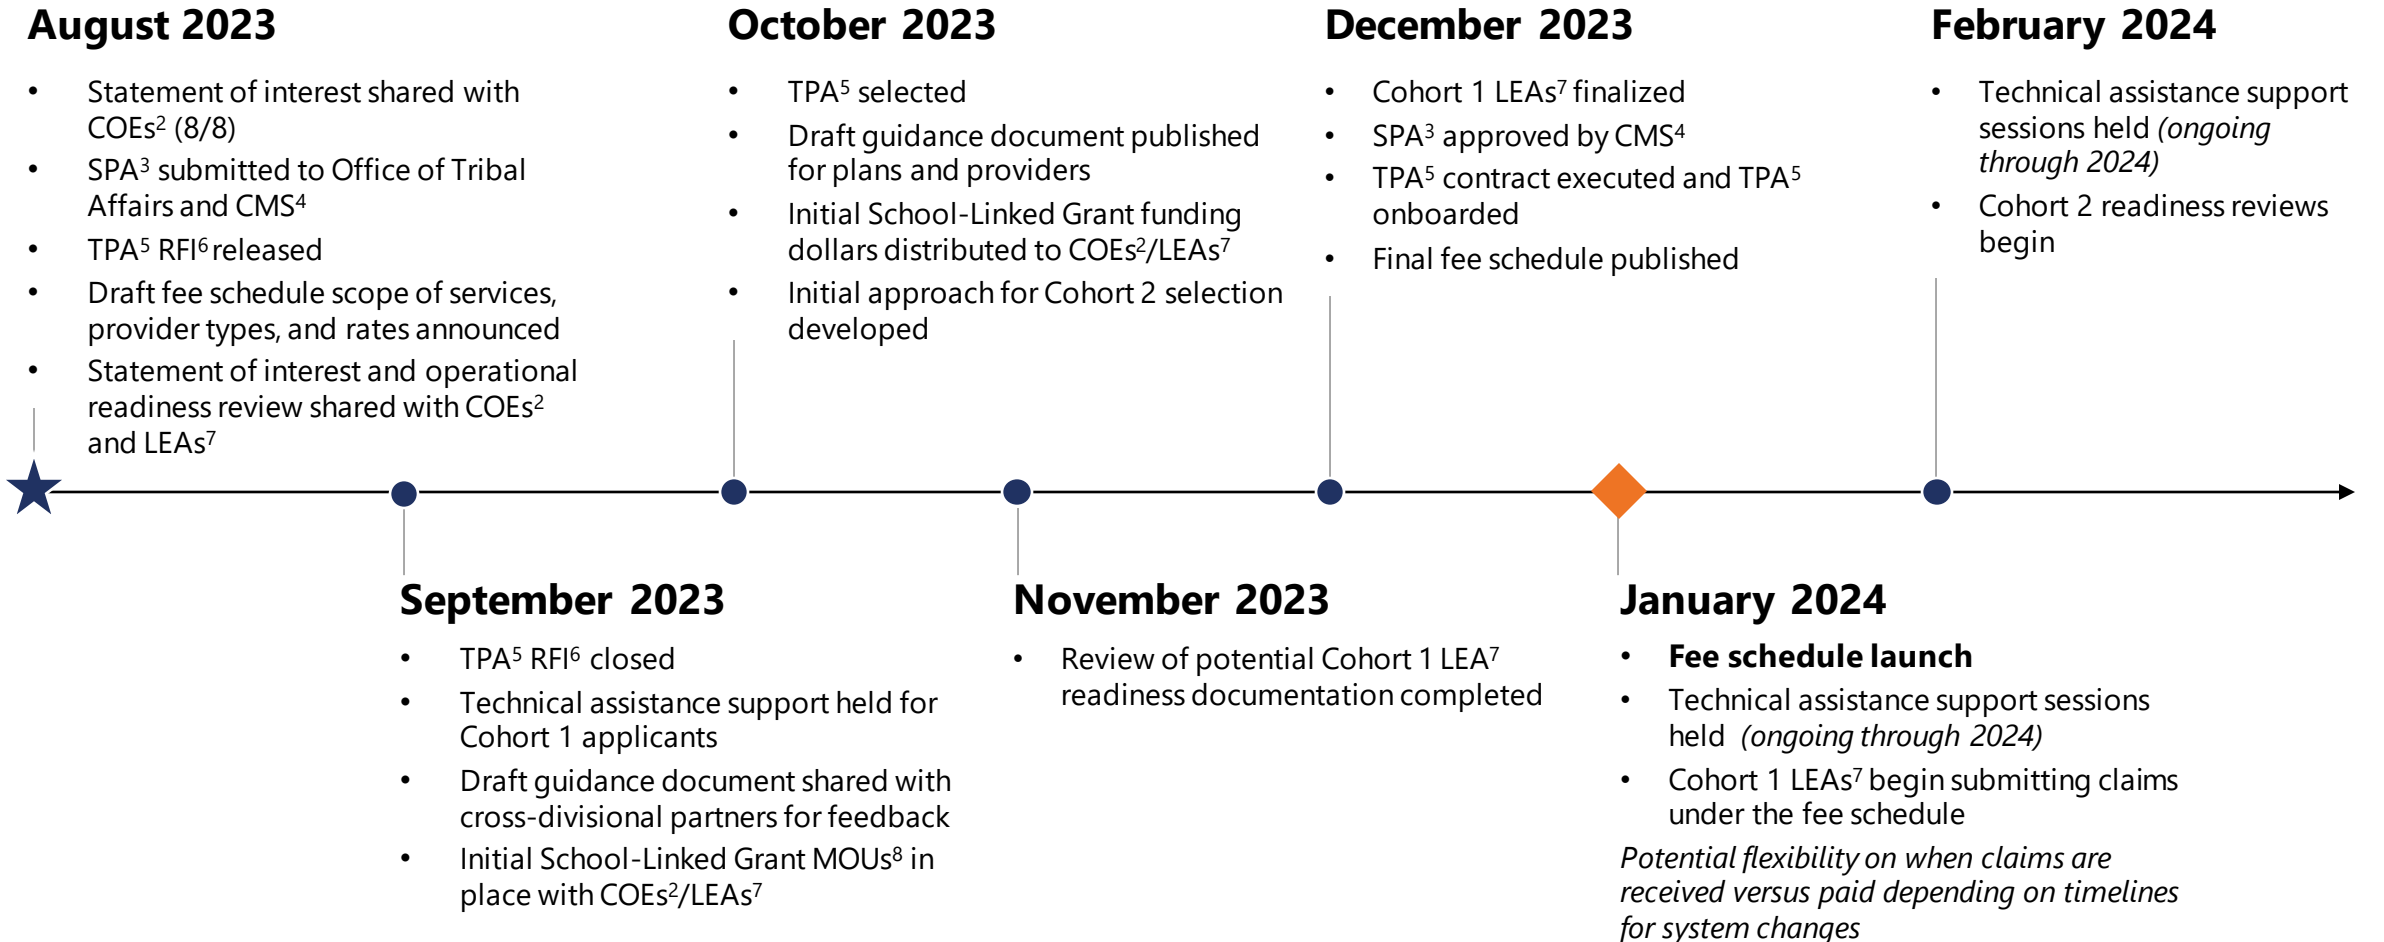 August 2023
• Statement of interest shared with
COEs² (8/8)
• SPA³ submitted to Office of Tribal
Affairs and CMS⁴
• TPA⁵ RFI⁶ released
• Draft fee schedule scope of services,
provider types, and rates announced
• Statement of interest and operational
readiness review shared with COEs²
and LEAs⁷
September 2023
• TPA⁵ RFI⁶ closed
• Technical assistance support held for
Cohort 1 applicants
• Draft guidance document shared with
cross-divisional partners for feedback
• Initial School-Linked Grant MOUs⁸ in
place with COEs²/LEAs⁷
October 2023
• TPA⁵ selected
• Draft guidance document published
for plans and providers
• Initial School-Linked Grant funding
dollars distributed to COEs²/LEAs⁷
• Initial approach for Cohort 2 selection
developed
November 2023
• Review of potential Cohort 1 LEA⁷
readiness documentation completed
December 2023
• Cohort 1 LEAs⁷ finalized
• SPA³ approved by CMS⁴
• TPA⁵ contract executed and TPA⁵
onboarded
• Final fee schedule published
January 2024
• Fee schedule launch
• Technical assistance support sessions
held (ongoing through 2024)
• Cohort 1 LEAs⁷ begin submitting claims
under the fee schedule
Potential flexibility on when claims are
received versus paid depending on timelines
for system changes
February 2024
• Technical assistance support
sessions held (ongoing
through 2024)
• Cohort 2 readiness reviews
begin